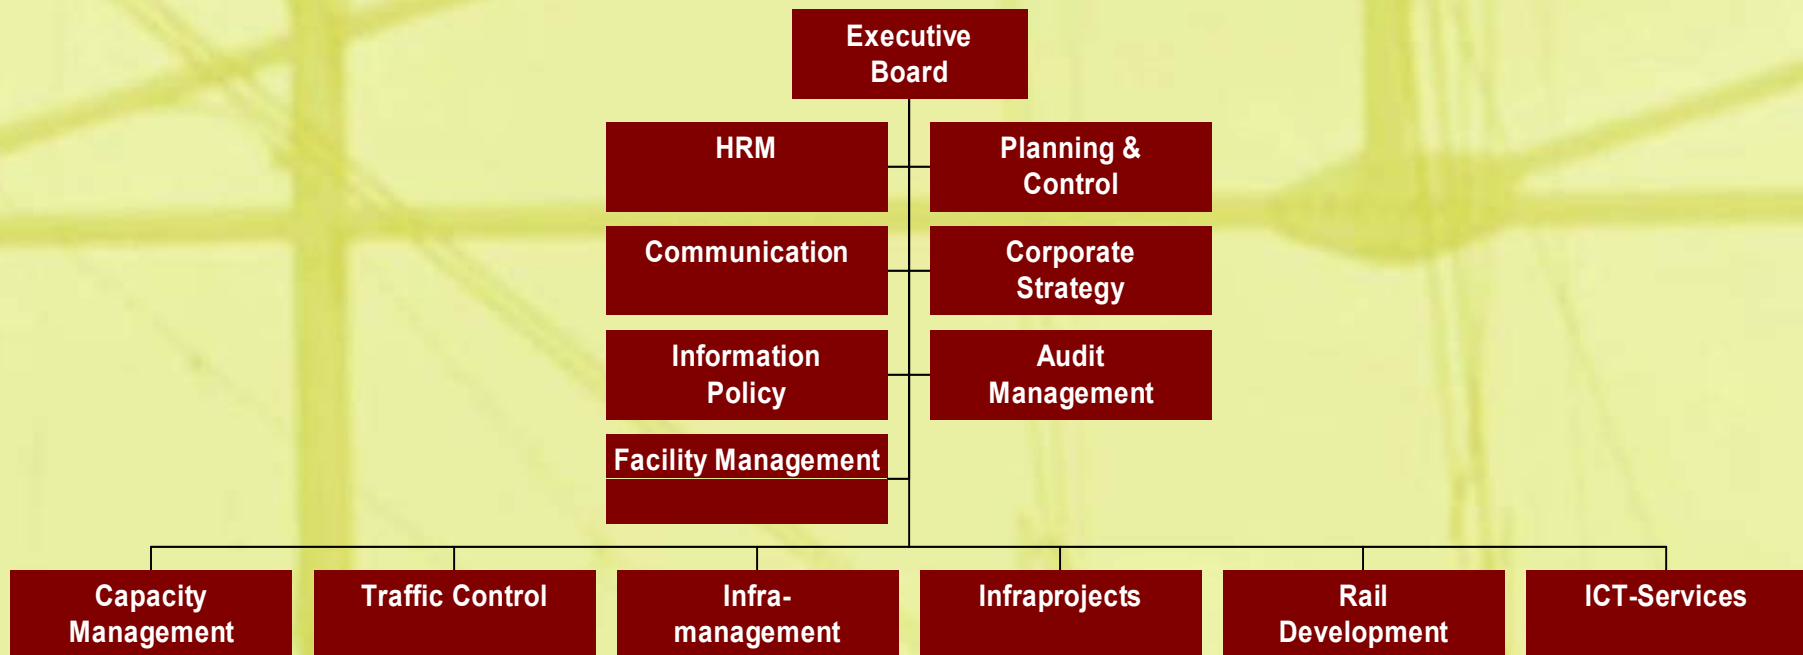 Executive
Board
HRM
Planning &
Control
Communication
Corporate
Strategy
Information
Policy
Audit
Management
Facility Management
Capacity
Management
Traffic Control
Infra-
management
Infraprojects
Rail
Development
ICT-Services